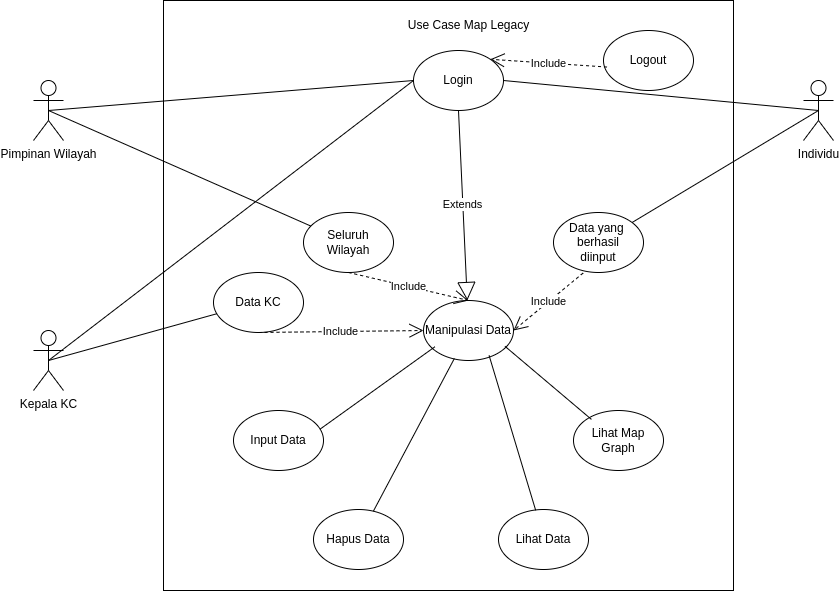 Use Case Map Legacy
Include
Logout
Login
Pimpinan Wilayah
Individu
Extends
Seluruh
Wilayah
Data yang
berhasil
diinput
Include
Include
Data KC
Include
Manipulasi Data
Kepala KC
Input Data
Lihat Map
Graph
Hapus Data
Lihat Data